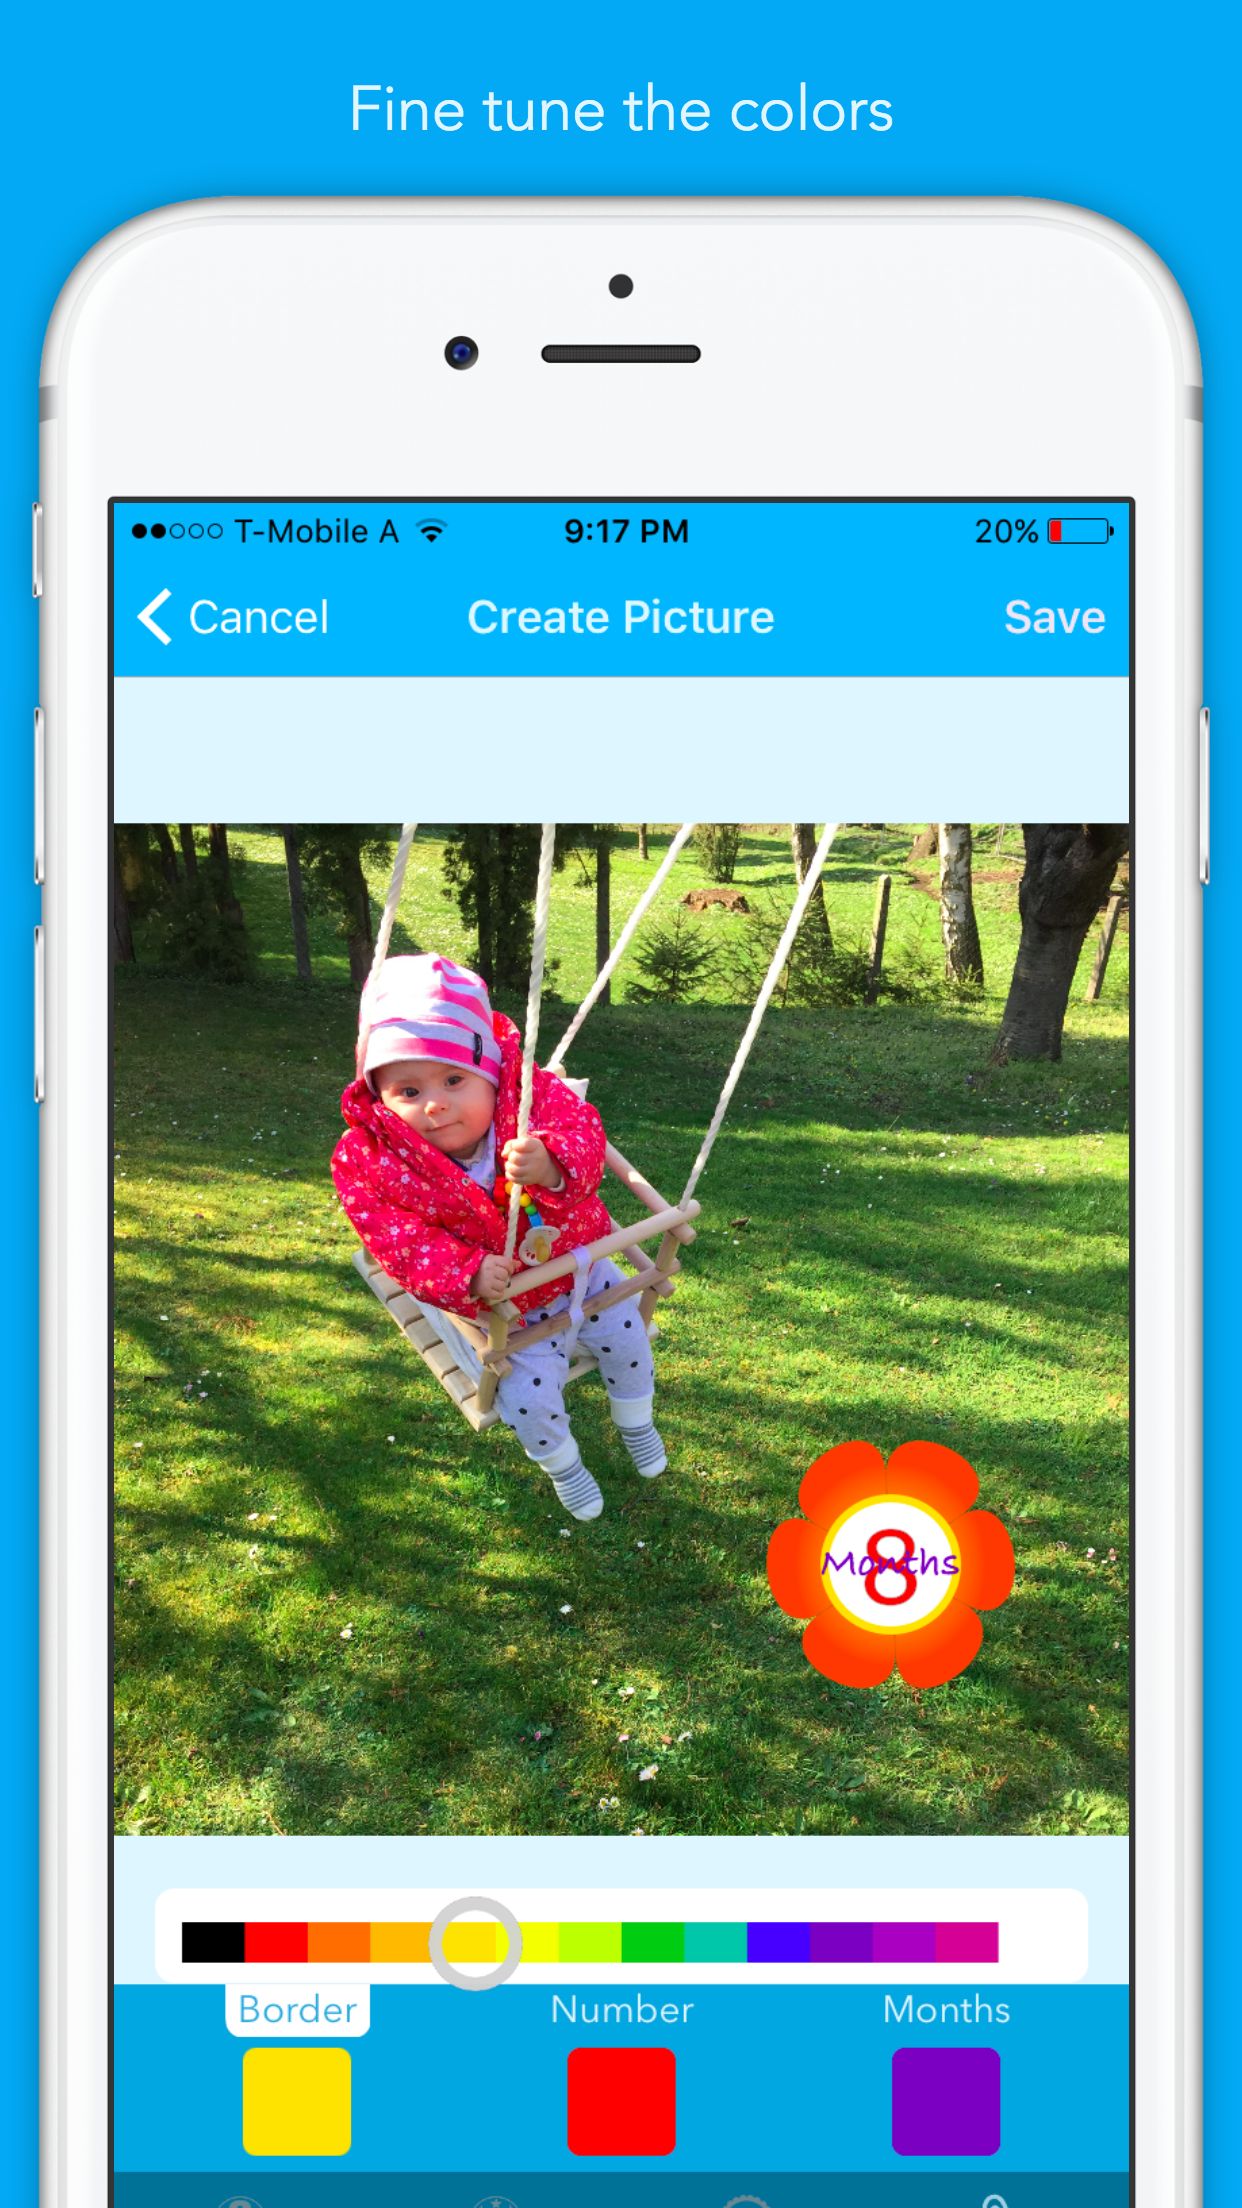 Fine tune the colors
T-Mobile A 9:17 PM 20%
Cancel Create Picture Save
8
Months
Border Number Months